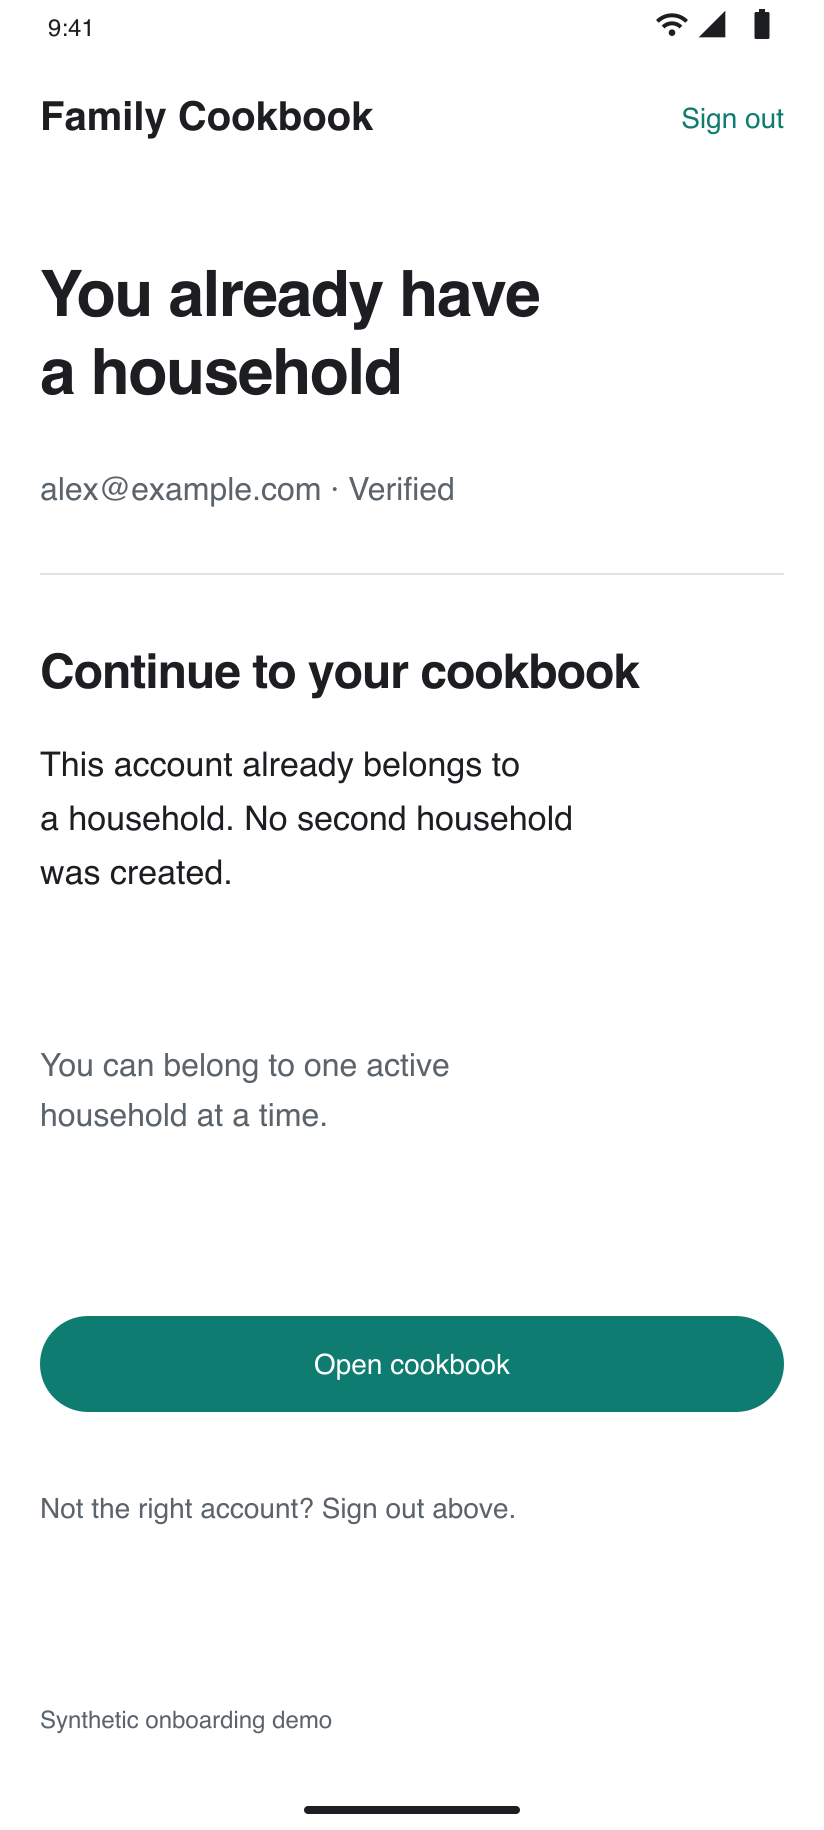 9:41
Family Cookbook
Sign out
You already have
a household
alex@example.com · Verified
Continue to your cookbook
This account already belongs to
a household. No second household
was created.
You can belong to one active
household at a time.
Open cookbook
Not the right account? Sign out above.
Synthetic onboarding demo